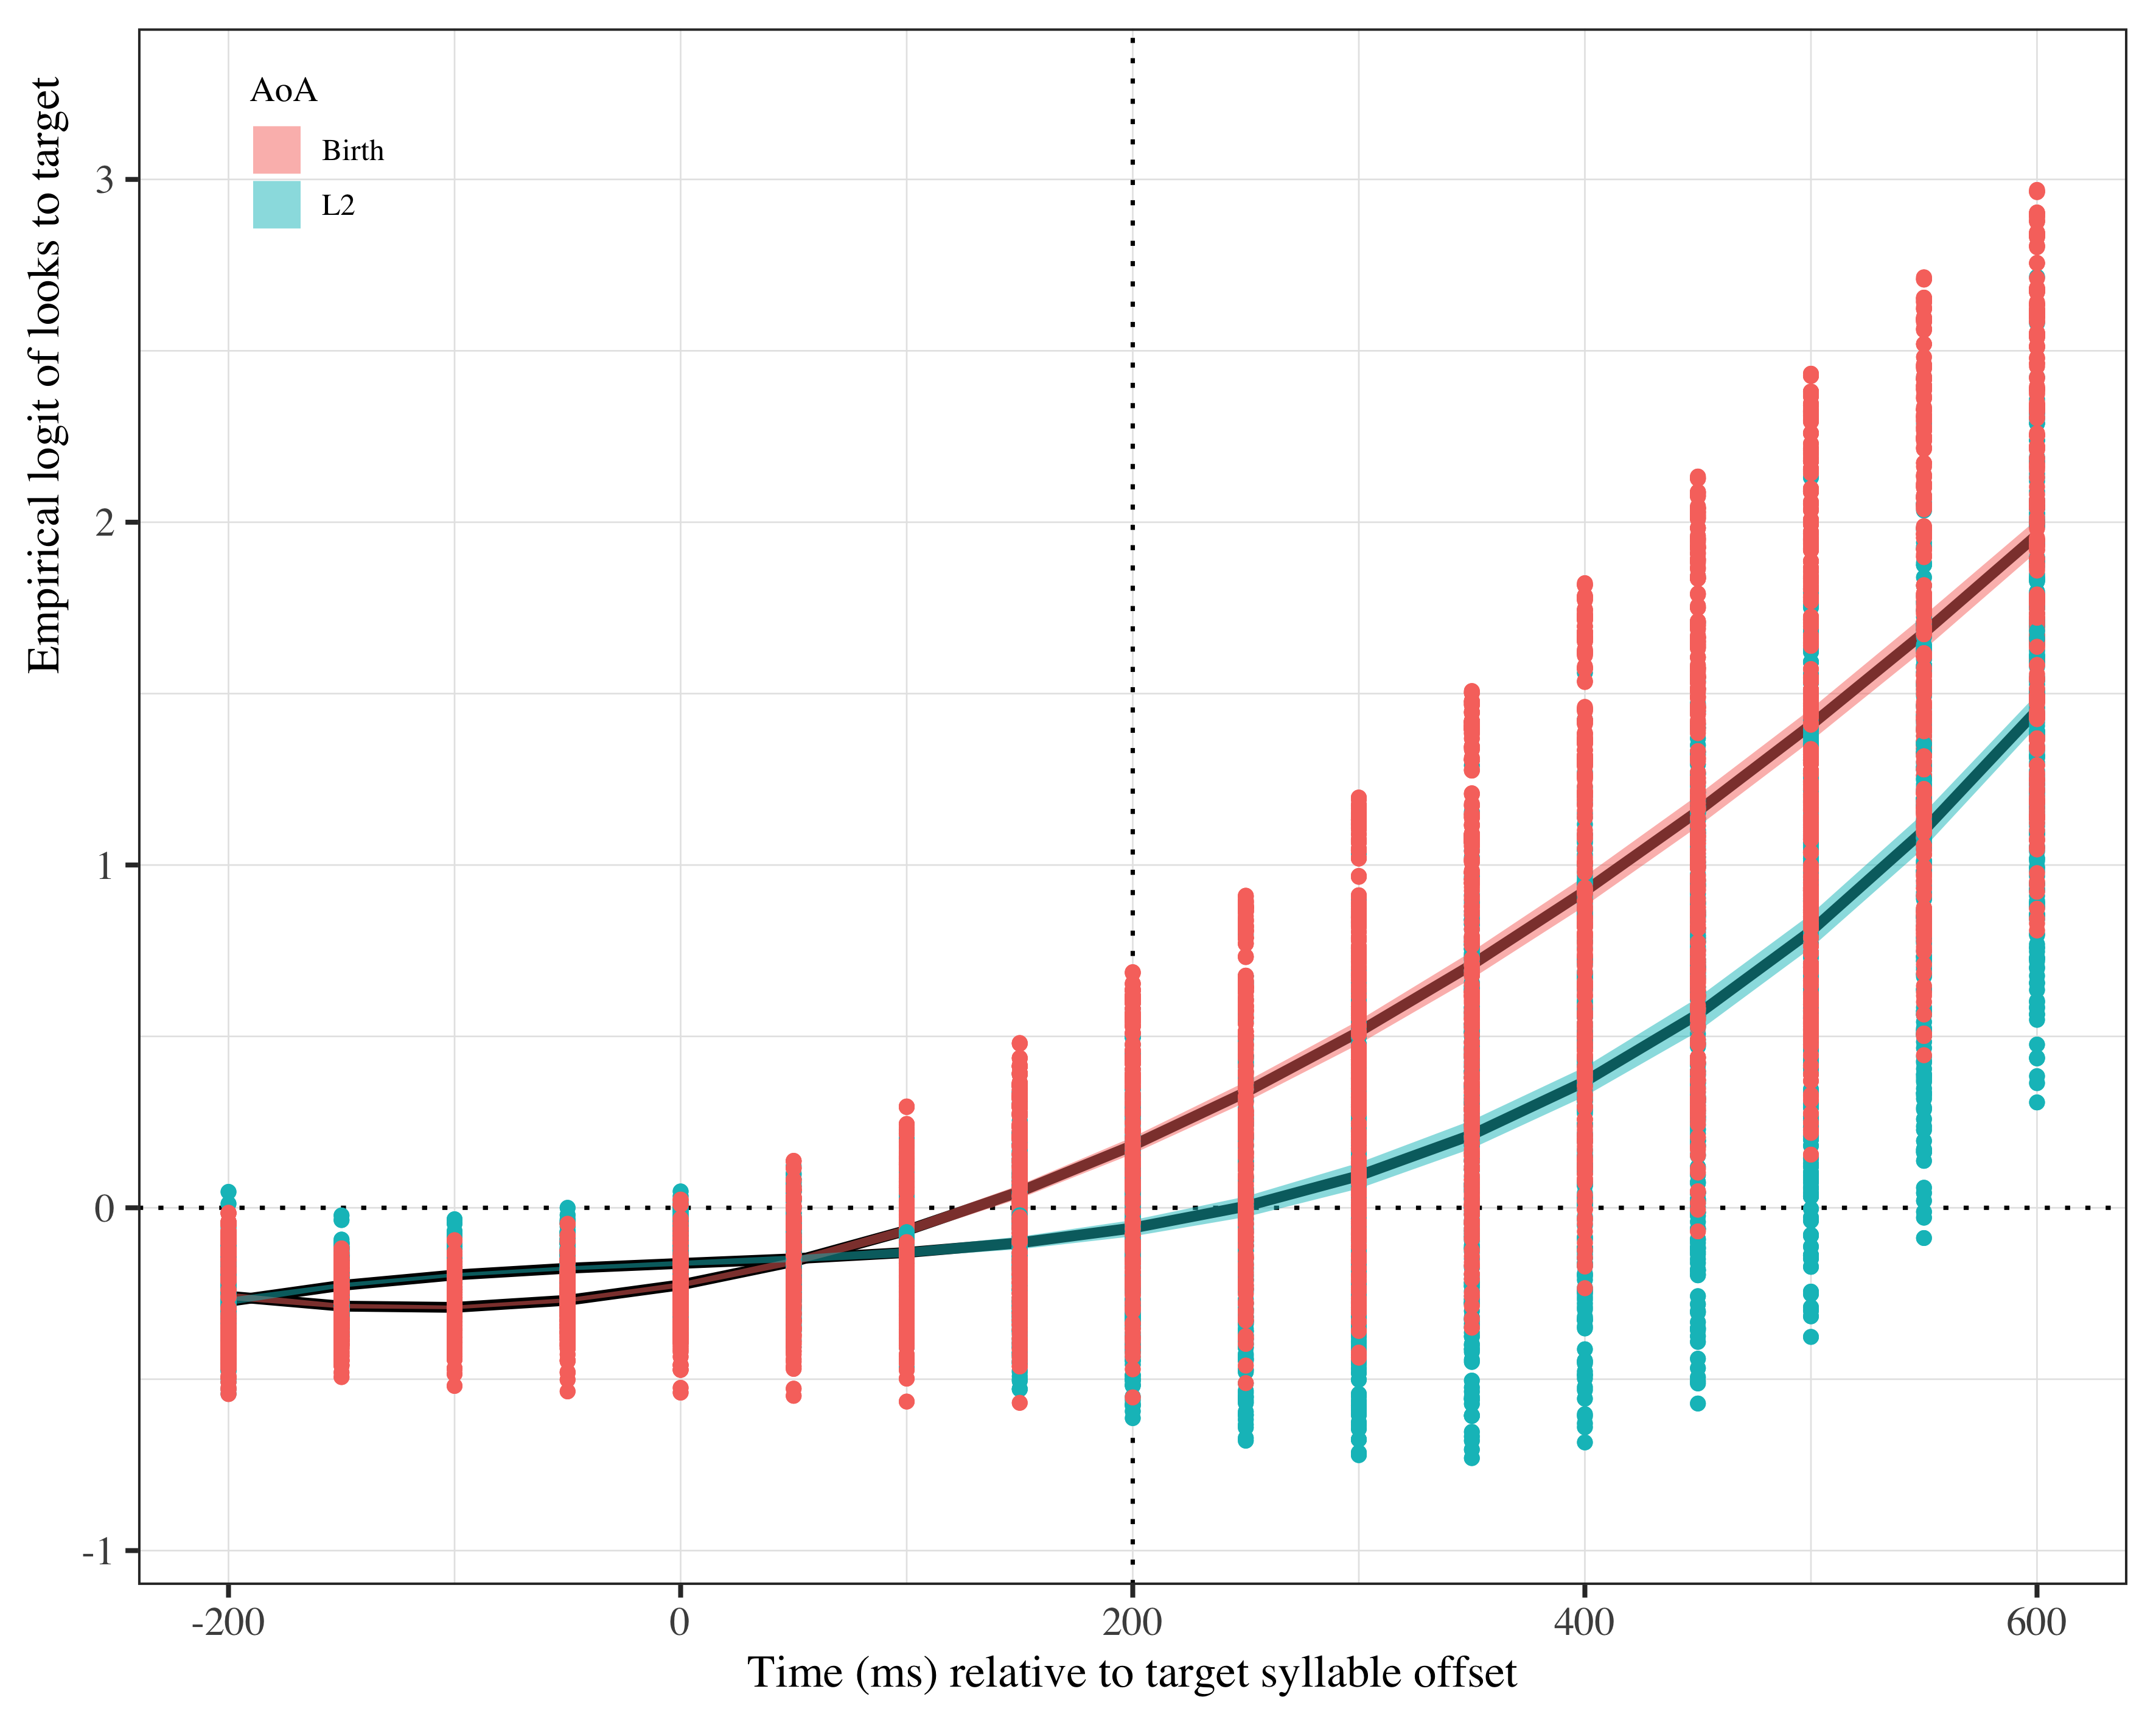 Empirical logit of looks to target
AoA
Birth
L2
3
2
1
0
-1
-200
0
200
400
600
Time (ms) relative to target syllable offset